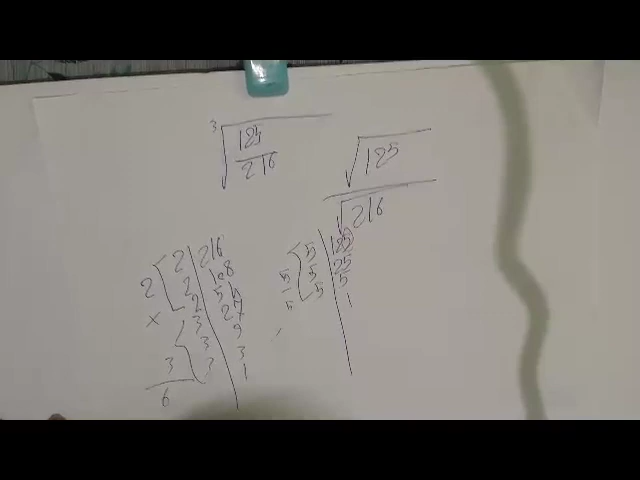 3 √ 125
216
√125
√216
2 | 216
2 | 108
2 | 54
3 | 27
3 | 9
3 | 3
1
2
×
3
6
5 | 125
5 | 25
5 | 5
1
5